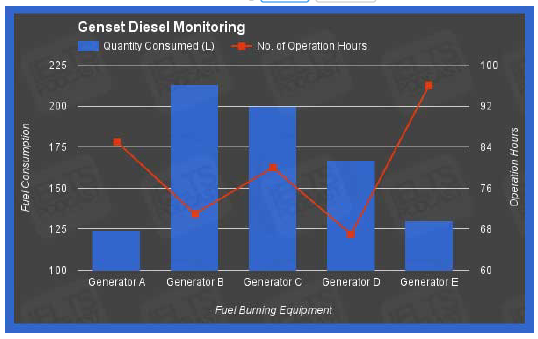 Genset Diesel Monitoring
Quantity Consumed (L) No. of Operation Hours
225 100
200 92
175 84
150 76
125 68
100 60
Fuel Consumption
Operation Hours
Generator A Generator B Generator C Generator D Generator E
Fuel Burning Equipment